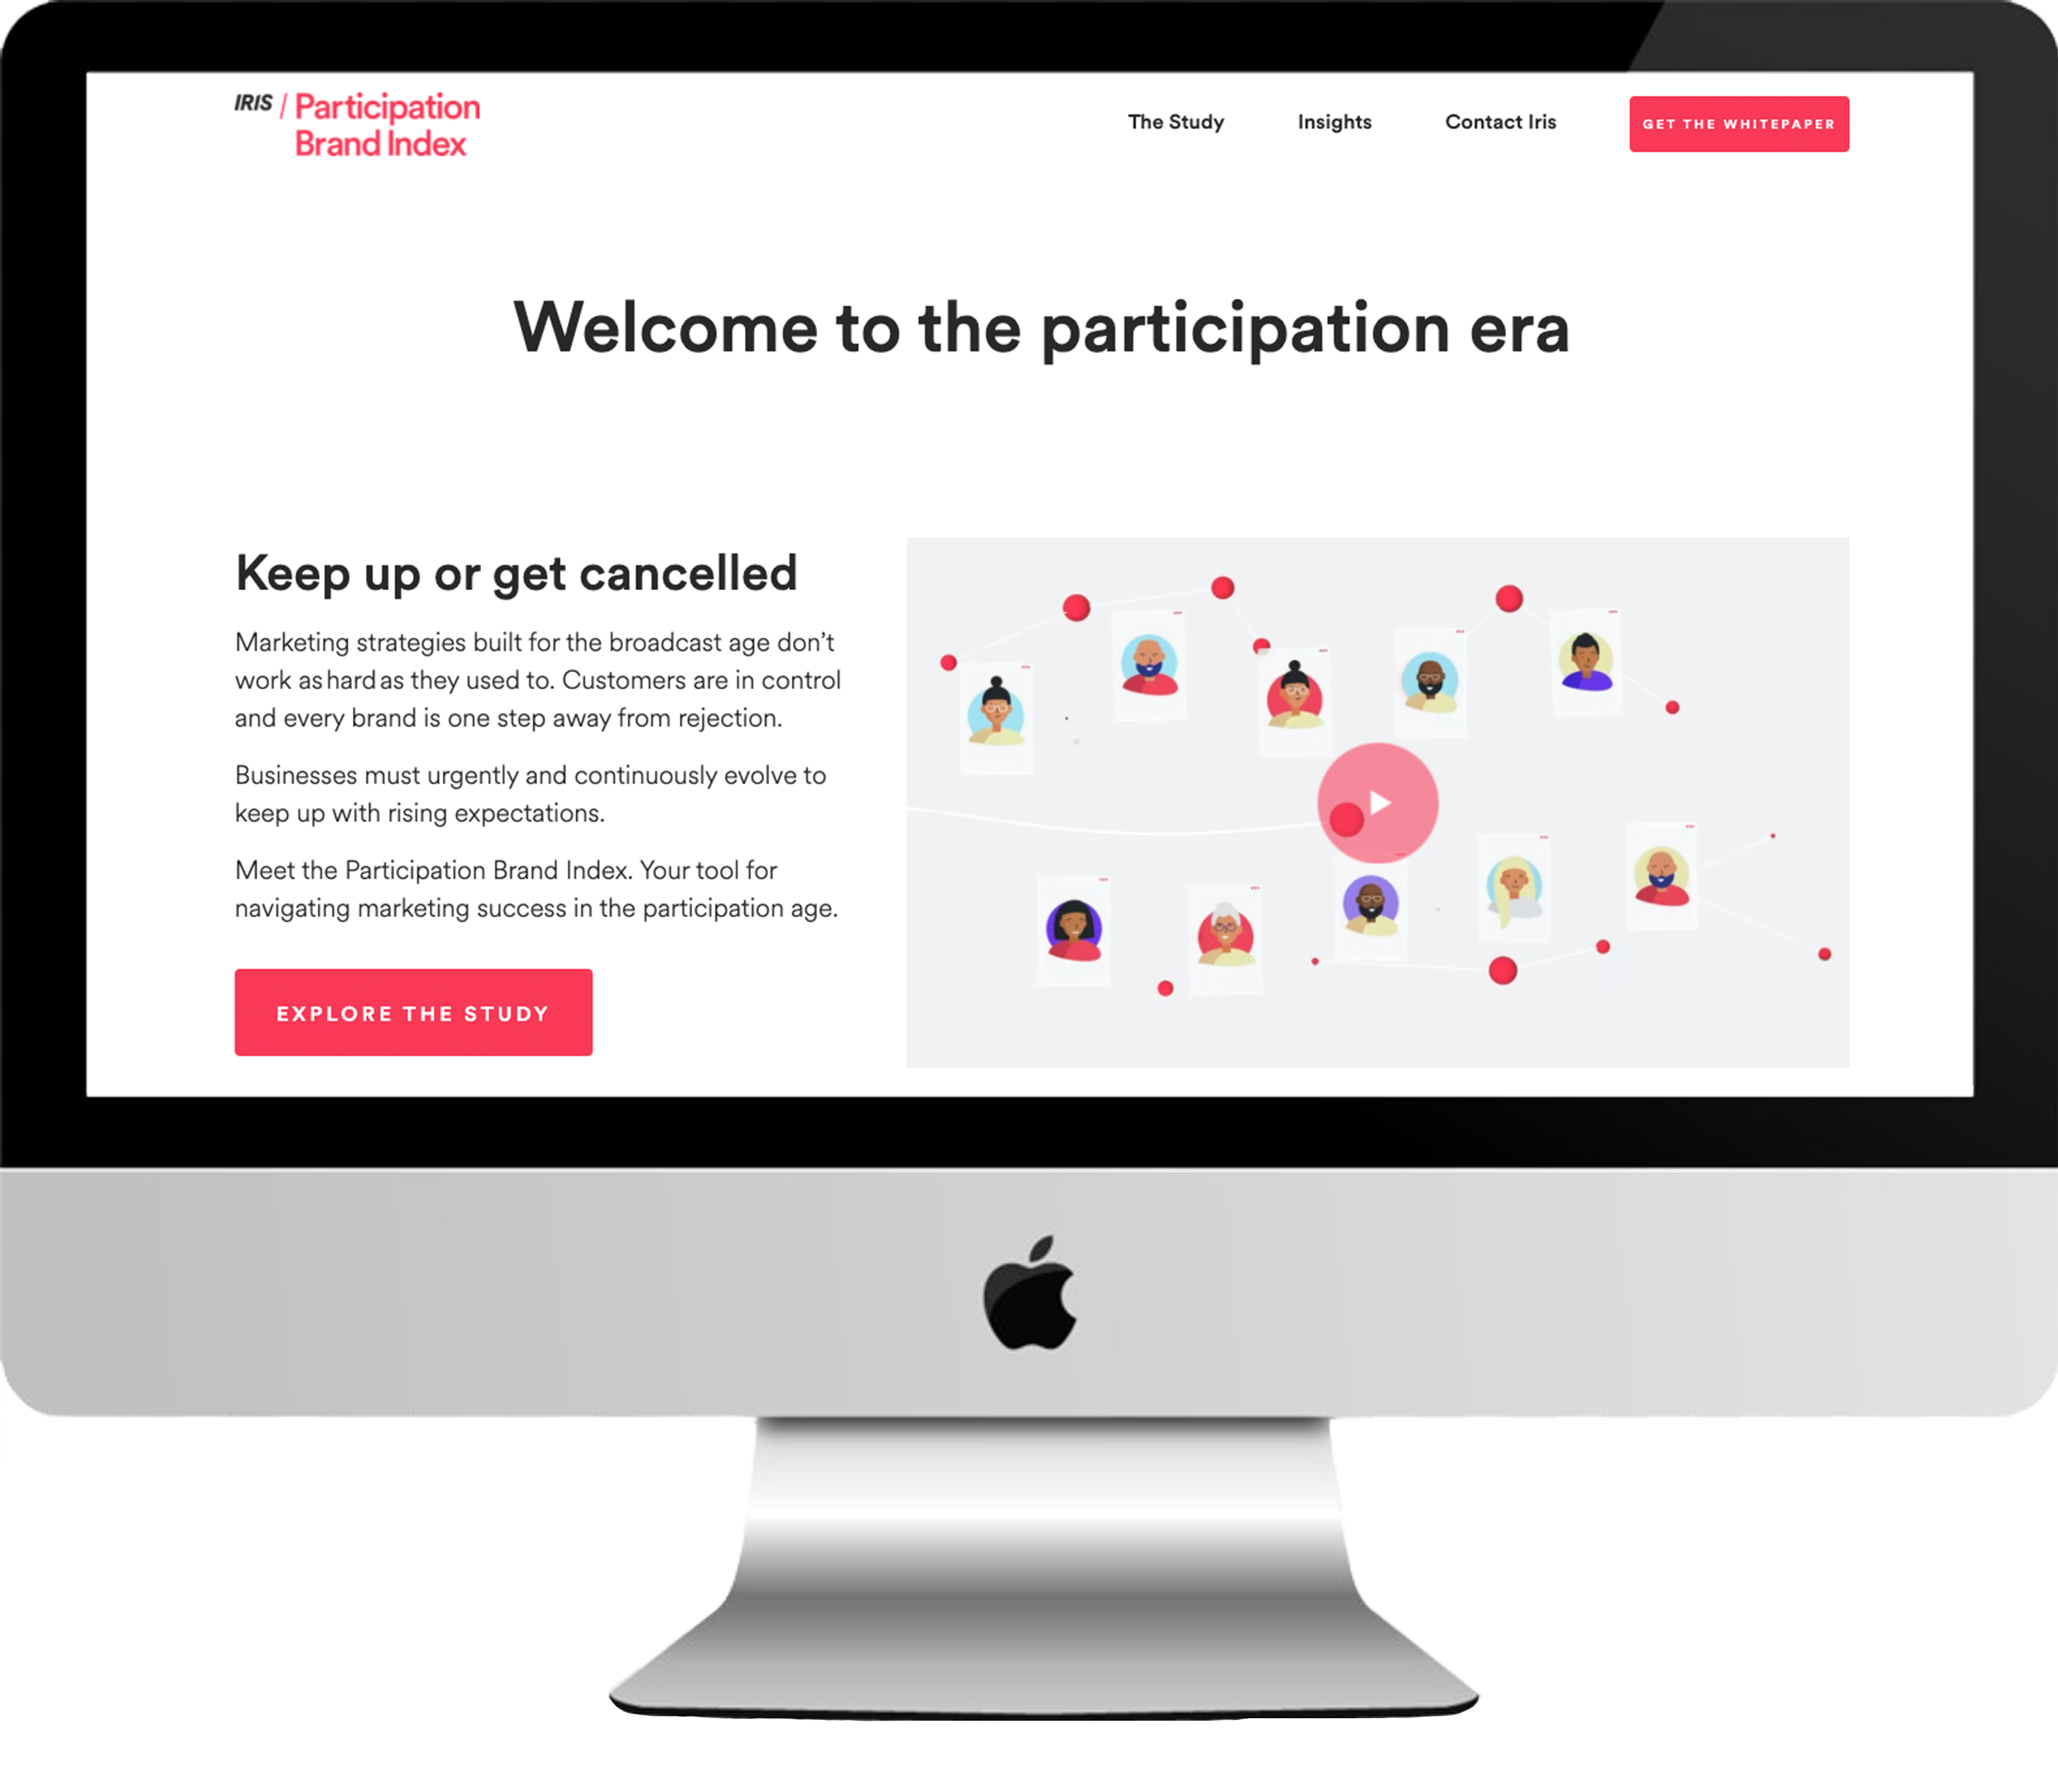 IRIS / Participation
Brand Index
The Study
Insights
Contact Iris
GET THE WHITEPAPER
Welcome to the participation era
Keep up or get cancelled
Marketing strategies built for the broadcast age don’t
work as hard as they used to. Customers are in control
and every brand is one step away from rejection.
Businesses must urgently and continuously evolve to
keep up with rising expectations.
Meet the Participation Brand Index. Your tool for
navigating marketing success in the participation age.
EXPLORE THE STUDY